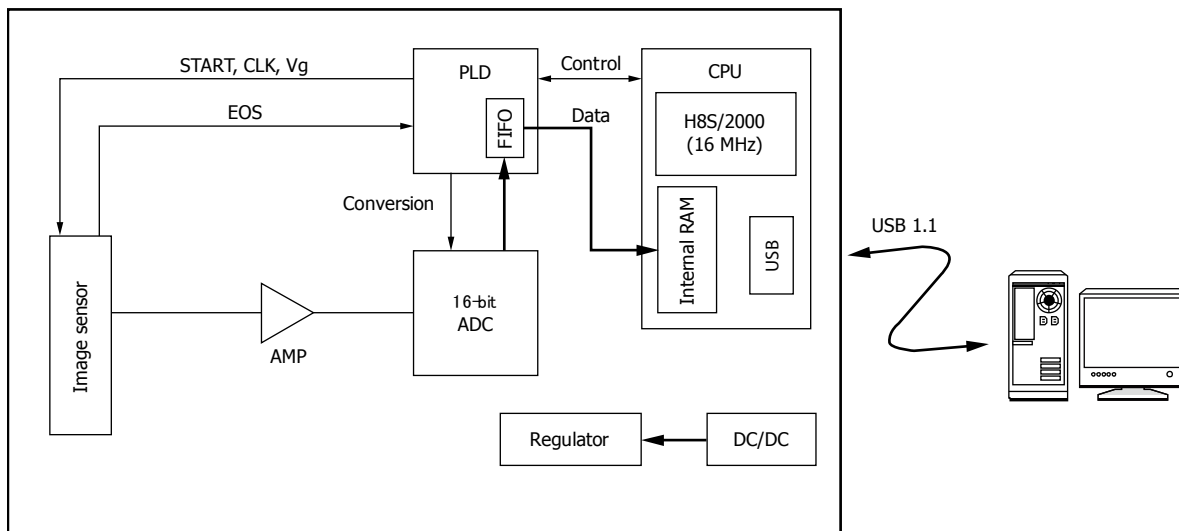 START, CLK, Vg
PLD
Control
CPU
EOS
FIFO
Data
H8S/2000
(16 MHz)
Conversion
Internal RAM
USB
USB 1.1
Image sensor
AMP
16-bit
ADC
Regulator
DC/DC